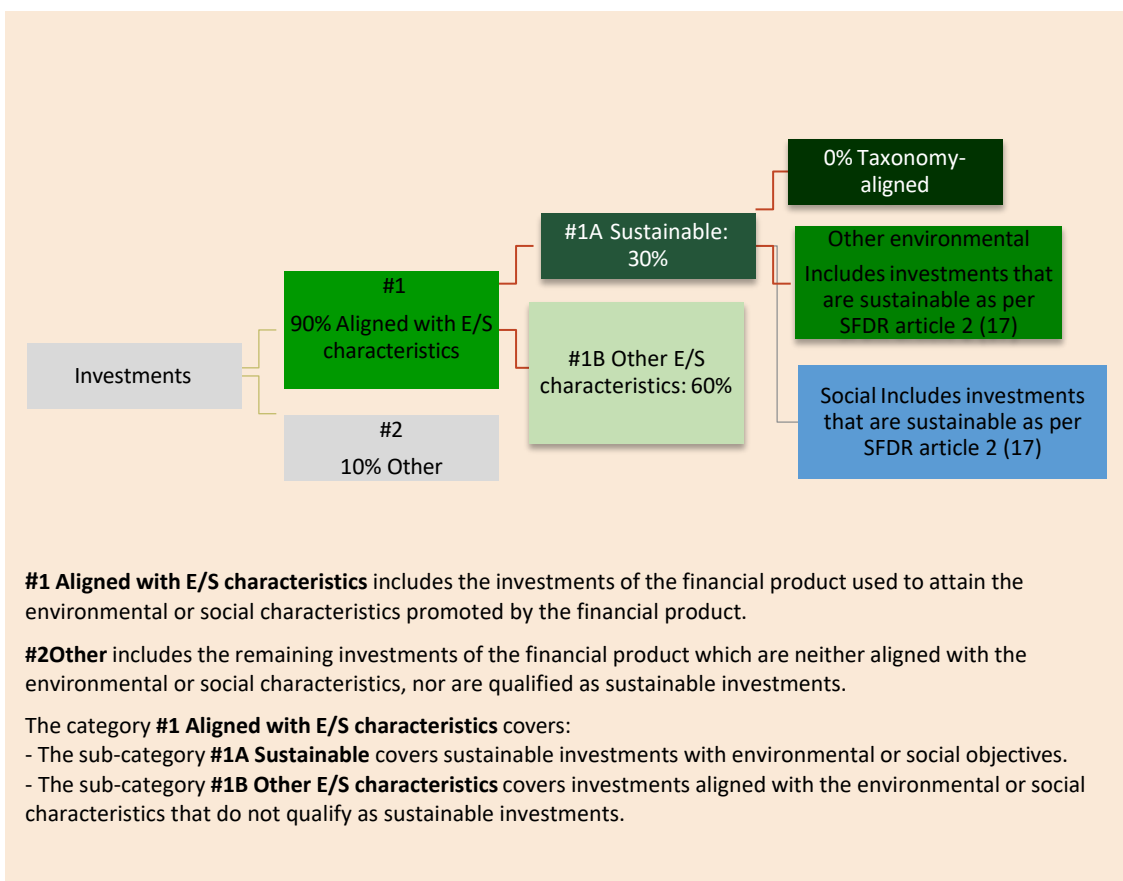 0% Taxonomy-
aligned
#1A Sustainable:
30%
Other environmental
Includes investments that
are sustainable as per
SFDR article 2 (17)
#1
90% Aligned with E/S
characteristics
#1B Other E/S
characteristics: 60%
Investments
Social Includes investments
that are sustainable as per
SFDR article 2 (17)
#2
10% Other
#1 Aligned with E/S characteristics includes the investments of the financial product used to attain the
environmental or social characteristics promoted by the financial product.
#2Other includes the remaining investments of the financial product which are neither aligned with the
environmental or social characteristics, nor are qualified as sustainable investments.
The category #1 Aligned with E/S characteristics covers:
- The sub-category #1A Sustainable covers sustainable investments with environmental or social objectives.
- The sub-category #1B Other E/S characteristics covers investments aligned with the environmental or social
characteristics that do not qualify as sustainable investments.